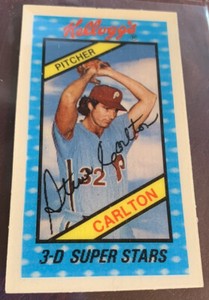 Kellogg's
PITCHER
P
32
Steve Carlton
CARLTON
3-D SUPER STARS